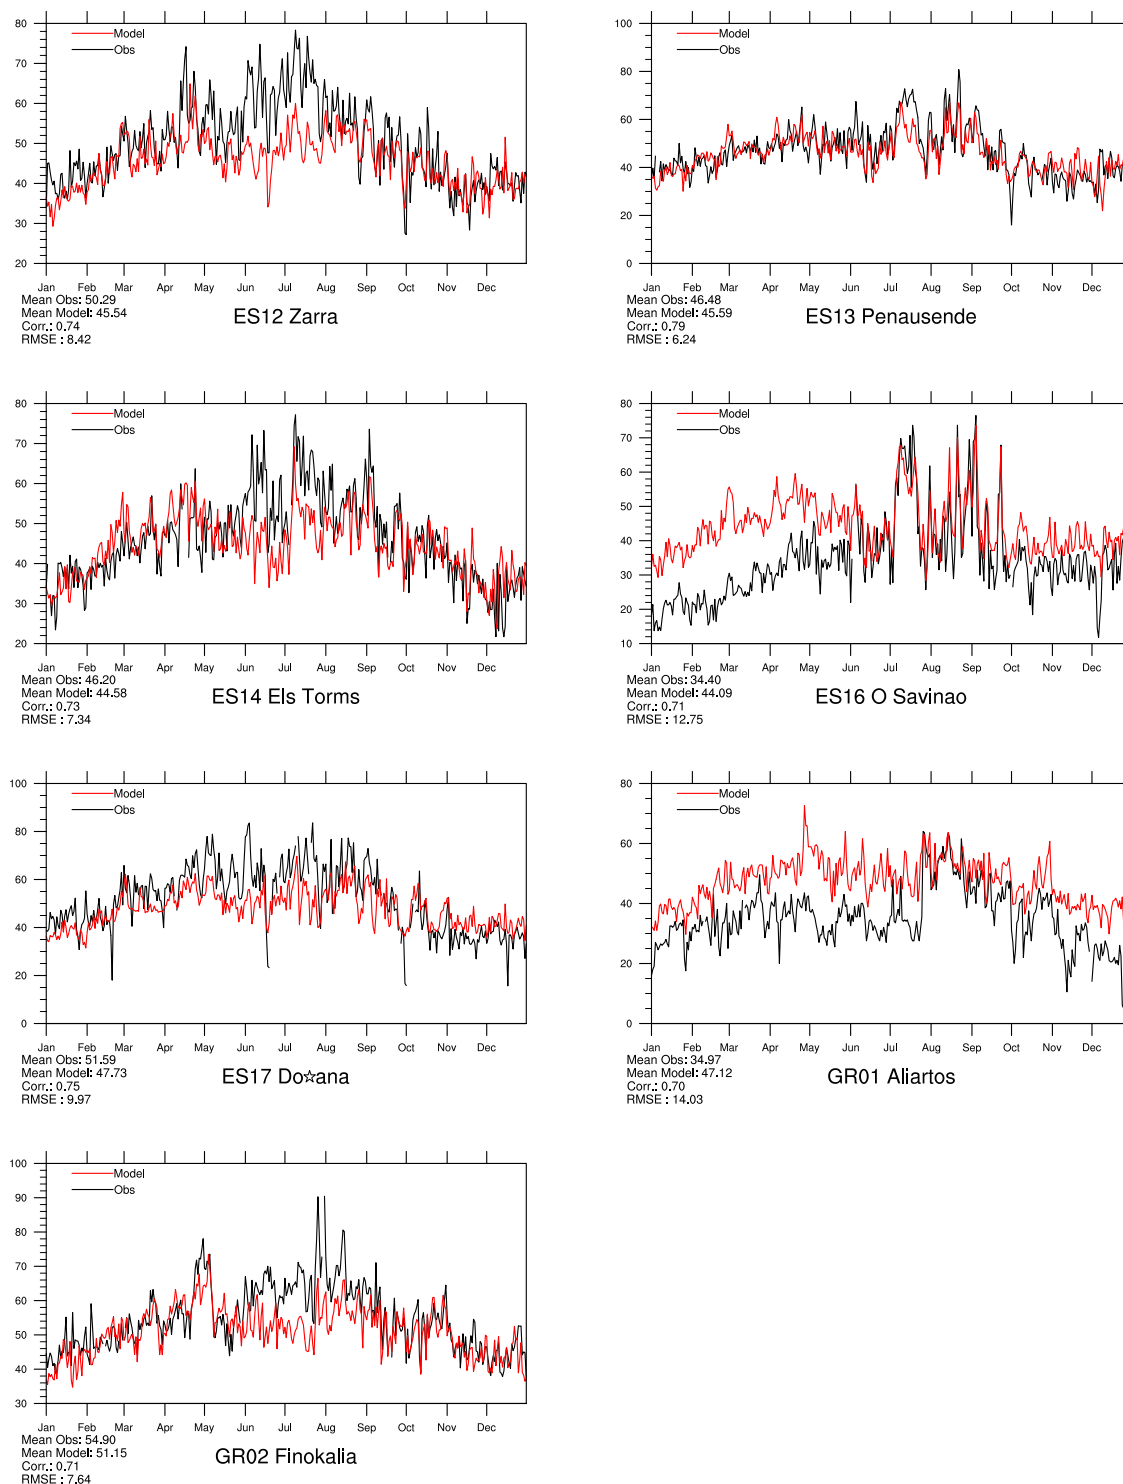 80
70
60
50
40
30
20
Model
Obs
Jan Feb Mar Apr May Jun Jul Aug Sep Oct Nov Dec
Mean Obs: 50.29
Mean Model: 45.54
Corr.: 0.74
RMSE : 8.42
ES12 Zarra
100
80
60
40
20
0
Model
Obs
Jan Feb Mar Apr May Jun Jul Aug Sep Oct Nov Dec
Mean Obs: 46.48
Mean Model: 45.59
Corr.: 0.79
RMSE : 6.24
ES13 Penausende
80
70
60
50
40
30
20
Model
Obs
Jan Feb Mar Apr May Jun Jul Aug Sep Oct Nov Dec
Mean Obs: 46.20
Mean Model: 44.58
Corr.: 0.73
RMSE : 7.34
ES14 Els Torms
80
70
60
50
40
30
20
10
Model
Obs
Jan Feb Mar Apr May Jun Jul Aug Sep Oct Nov Dec
Mean Obs: 34.40
Mean Model: 44.09
Corr.: 0.71
RMSE : 12.75
ES16 O Savinao
100
80
60
40
20
0
Model
Obs
Jan Feb Mar Apr May Jun Jul Aug Sep Oct Nov Dec
Mean Obs: 51.59
Mean Model: 47.73
Corr.: 0.75
RMSE : 9.97
ES17 Do☆ana
80
60
40
20
0
Model
Obs
Jan Feb Mar Apr May Jun Jul Aug Sep Oct Nov Dec
Mean Obs: 34.97
Mean Model: 47.12
Corr.: 0.70
RMSE : 14.03
GR01 Aliartos
100
90
80
70
60
50
40
30
Model
Obs
Jan Feb Mar Apr May Jun Jul Aug Sep Oct Nov Dec
Mean Obs: 54.90
Mean Model: 51.15
Corr.: 0.71
RMSE : 7.64
GR02 Finokalia